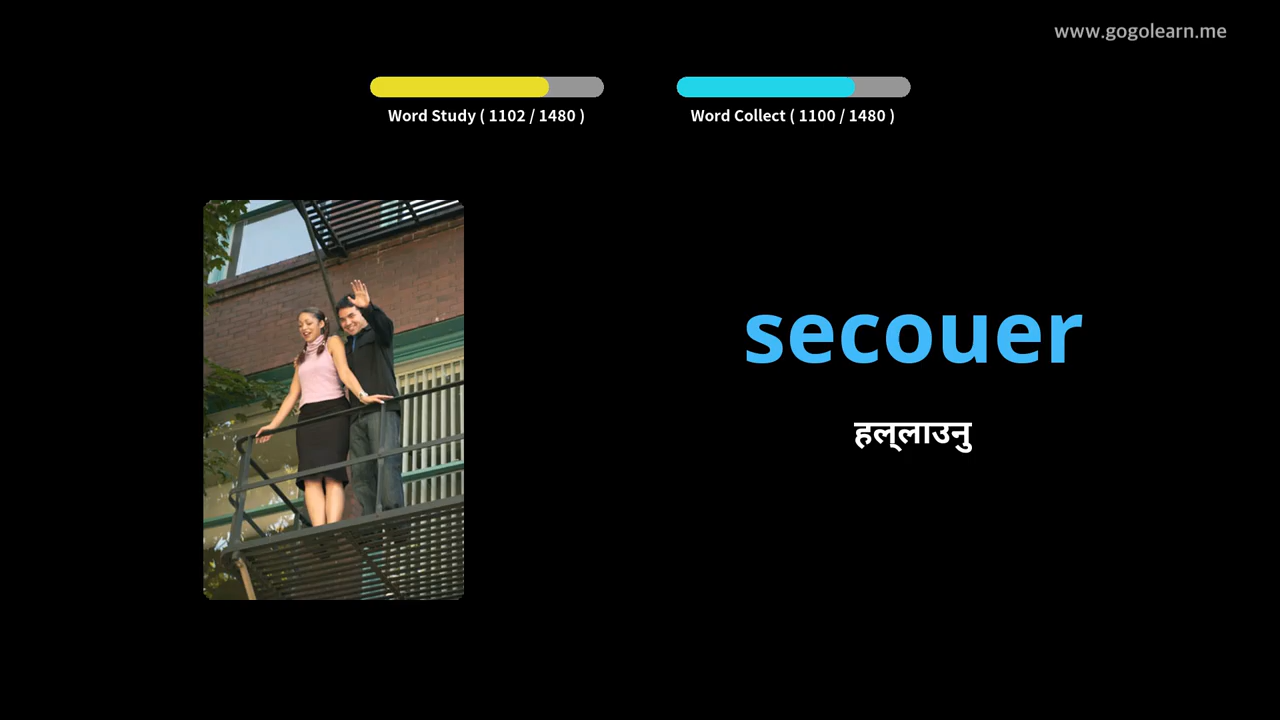 www.gogolearn.me
Word Study ( 1102 / 1480 )
Word Collect ( 1100 / 1480 )
secouer
हल्लाउनु